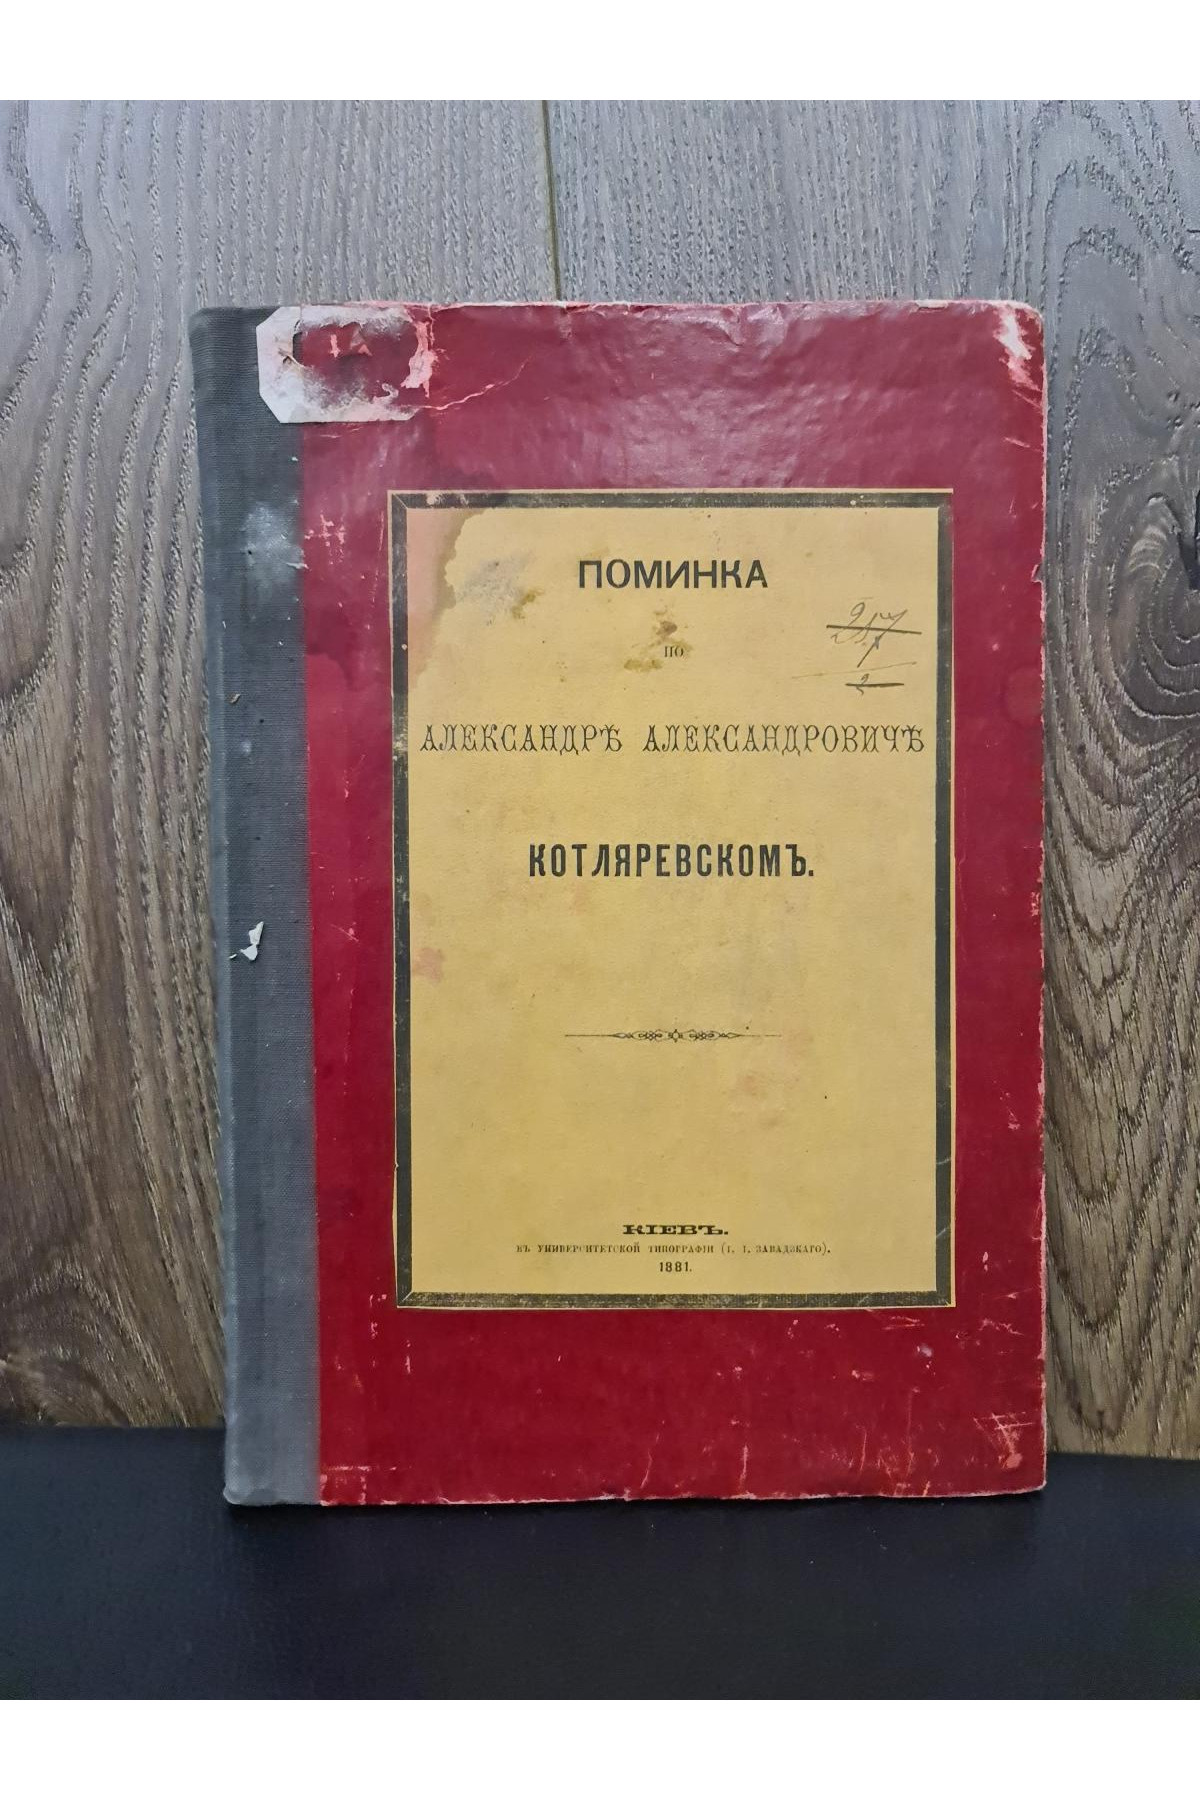 ПОМИНКА
ПО
АЛЕКСАНДРѢ АЛЕКСАНДРОВИЧѢ
КОТЛЯРЕВСКОМЪ.
КІЕВЪ.
ВЪ УНИВЕРСИТЕТСКОЙ ТИПОГРАФІИ (І. І. ЗАВАДЗКАГО).
1881.